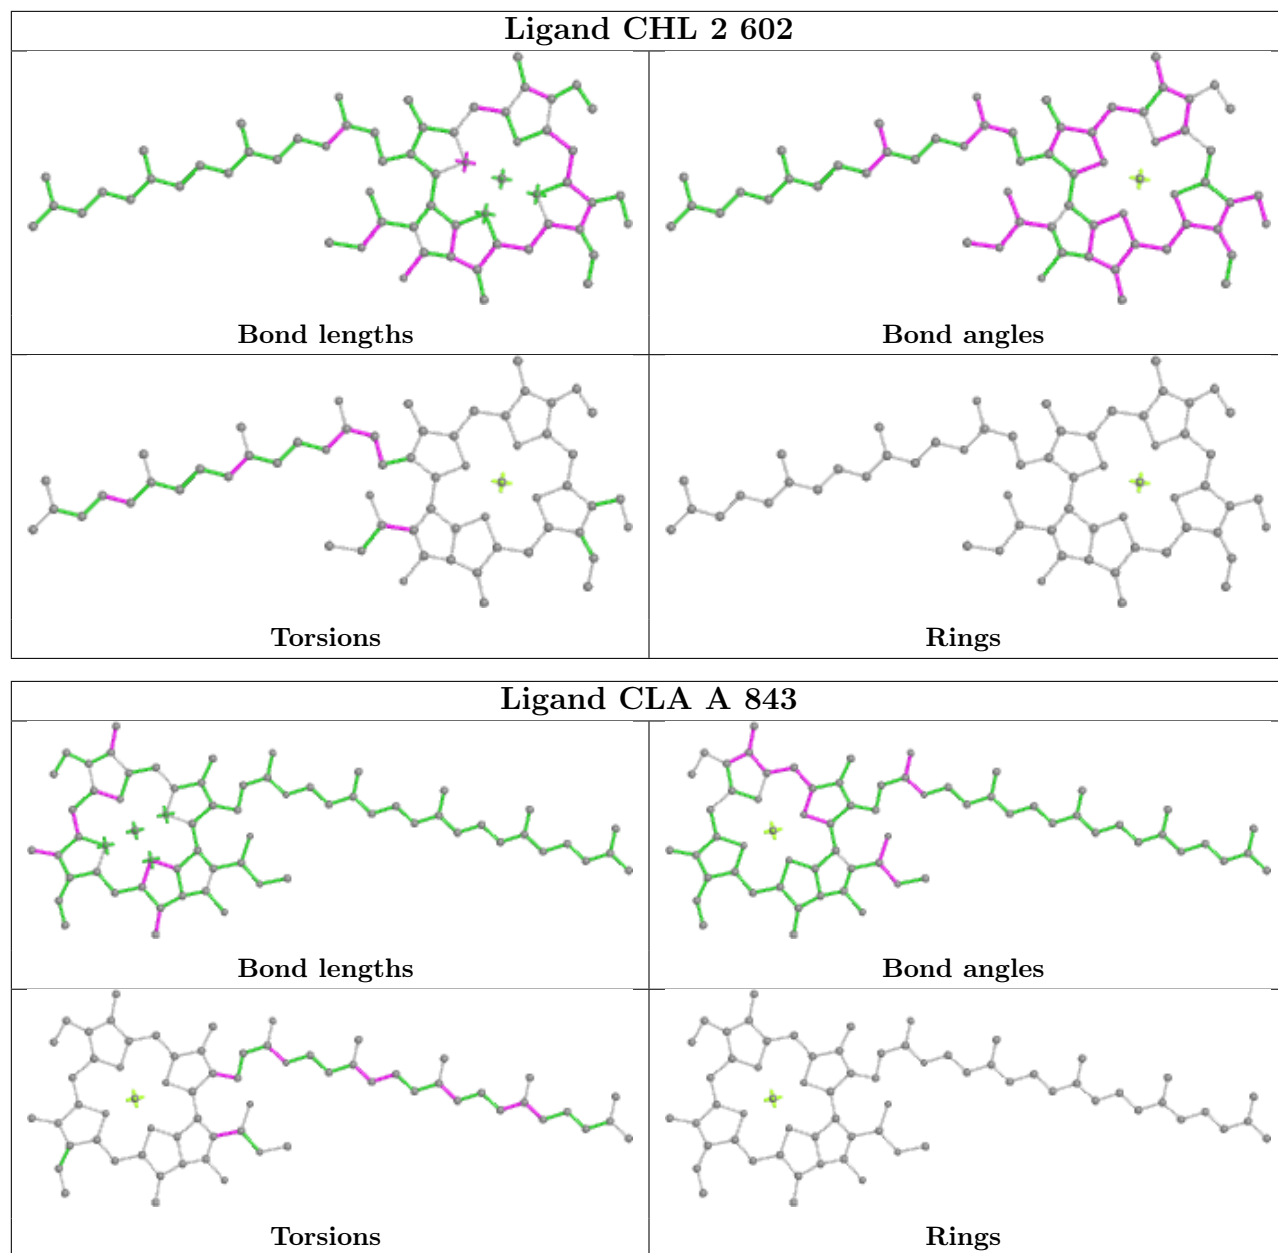 Ligand CHL 2 602
Bond lengths
Bond angles
Torsions
Rings
Ligand CLA A 843
Bond lengths
Bond angles
Torsions
Rings